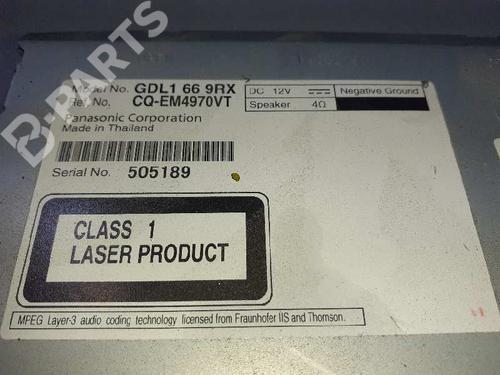 B-PARTS
Model No. GDL1 66 9RX
Ref. No. CQ-EM4970VT
Panasonic Corporation
Made in Thailand
DC 12V
Negative Ground
Speaker 4Ω
Serial No. 505189
CLASS 1
LASER PRODUCT
MPEG Layer-3 audio coding technology licensed from Fraunhofer IIS and Thomson.